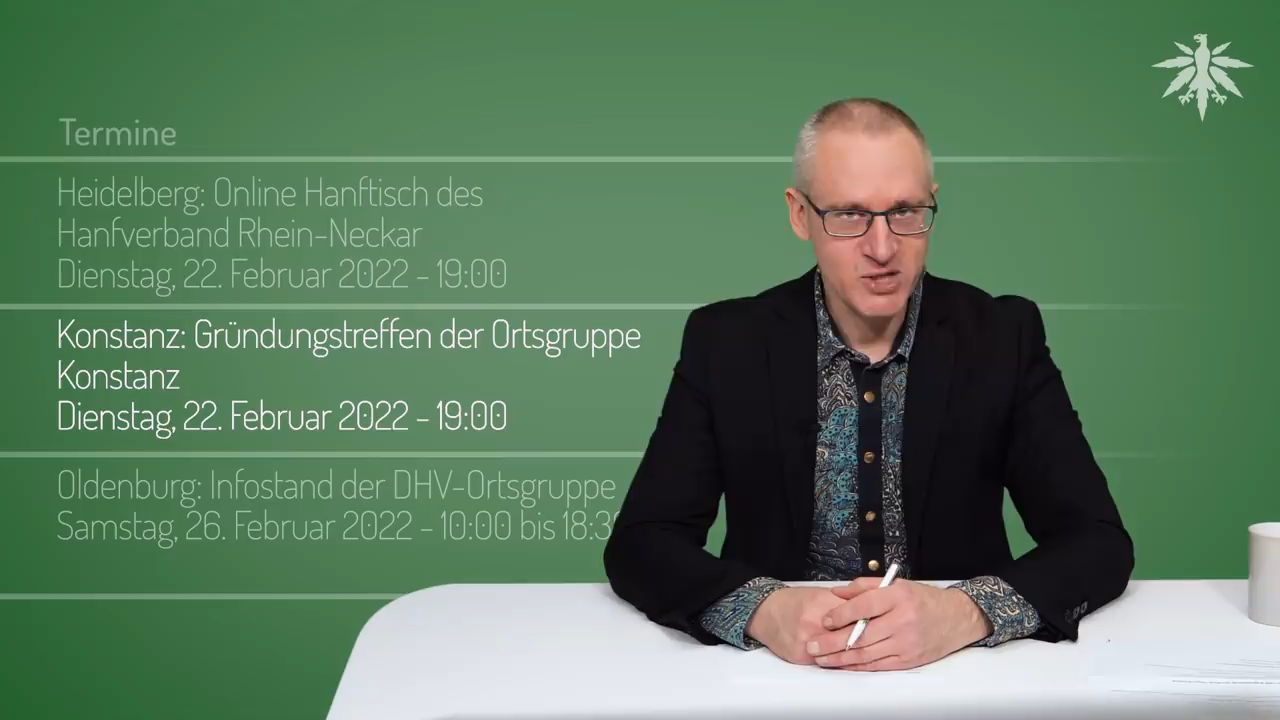 Termine
Heidelberg: Online Hanftisch des
Hanfverband Rhein-Neckar
Dienstag, 22. Februar 2022 - 19:00
Konstanz: Gründungstreffen der Ortsgruppe
Konstanz
Dienstag, 22. Februar 2022 - 19:00
Oldenburg: Infostand der DHV-Ortsgruppe
Samstag, 26. Februar 2022 - 10:00 bis